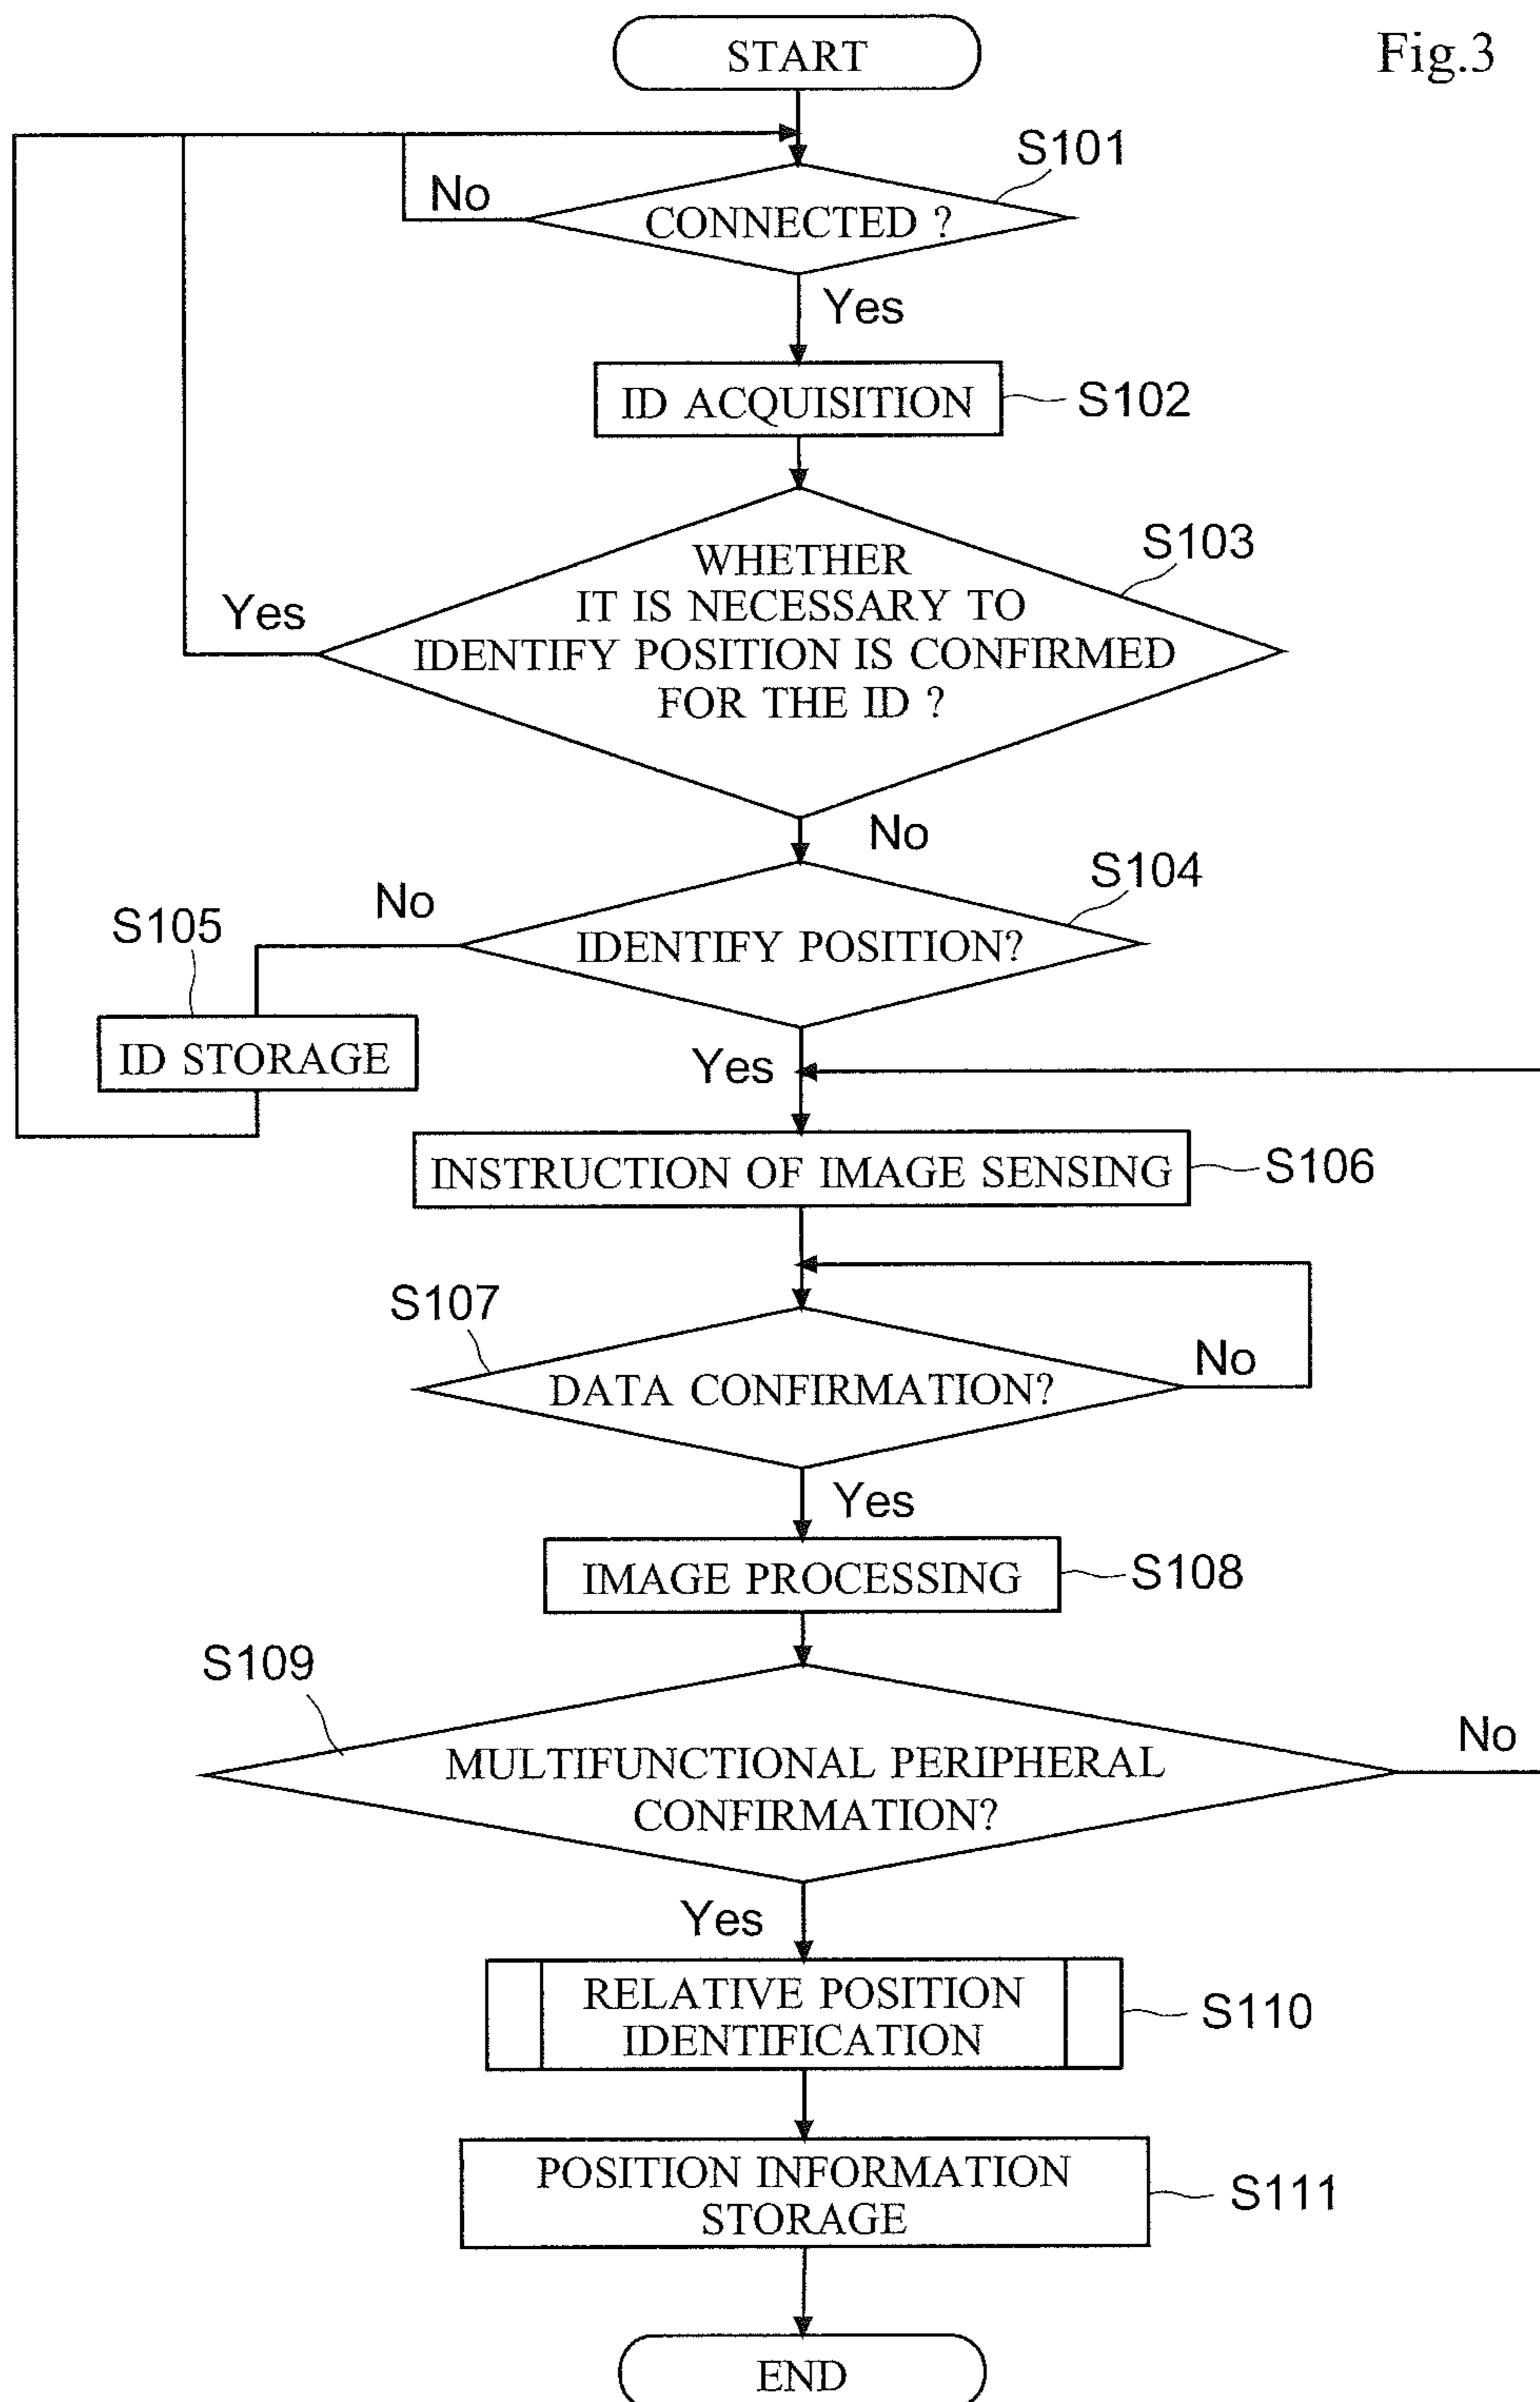 Fig.3
START
S101
No
CONNECTED ?
Yes
ID ACQUISITION
S102
WHETHER
S103
IT IS NECESSARY TO
Yes
IDENTIFY POSITION IS CONFIRMED
FOR THE ID ?
No
S104
No
S105
IDENTIFY POSITION?
ID STORAGE
Yes
INSTRUCTION OF IMAGE SENSING
S106
S107
No
DATA CONFIRMATION?
Yes
IMAGE PROCESSING
S108
S109
No
MULTIFUNCTIONAL PERIPHERAL
CONFIRMATION?
Yes
RELATIVE POSITION
IDENTIFICATION
S110
POSITION INFORMATION
STORAGE
S111
END